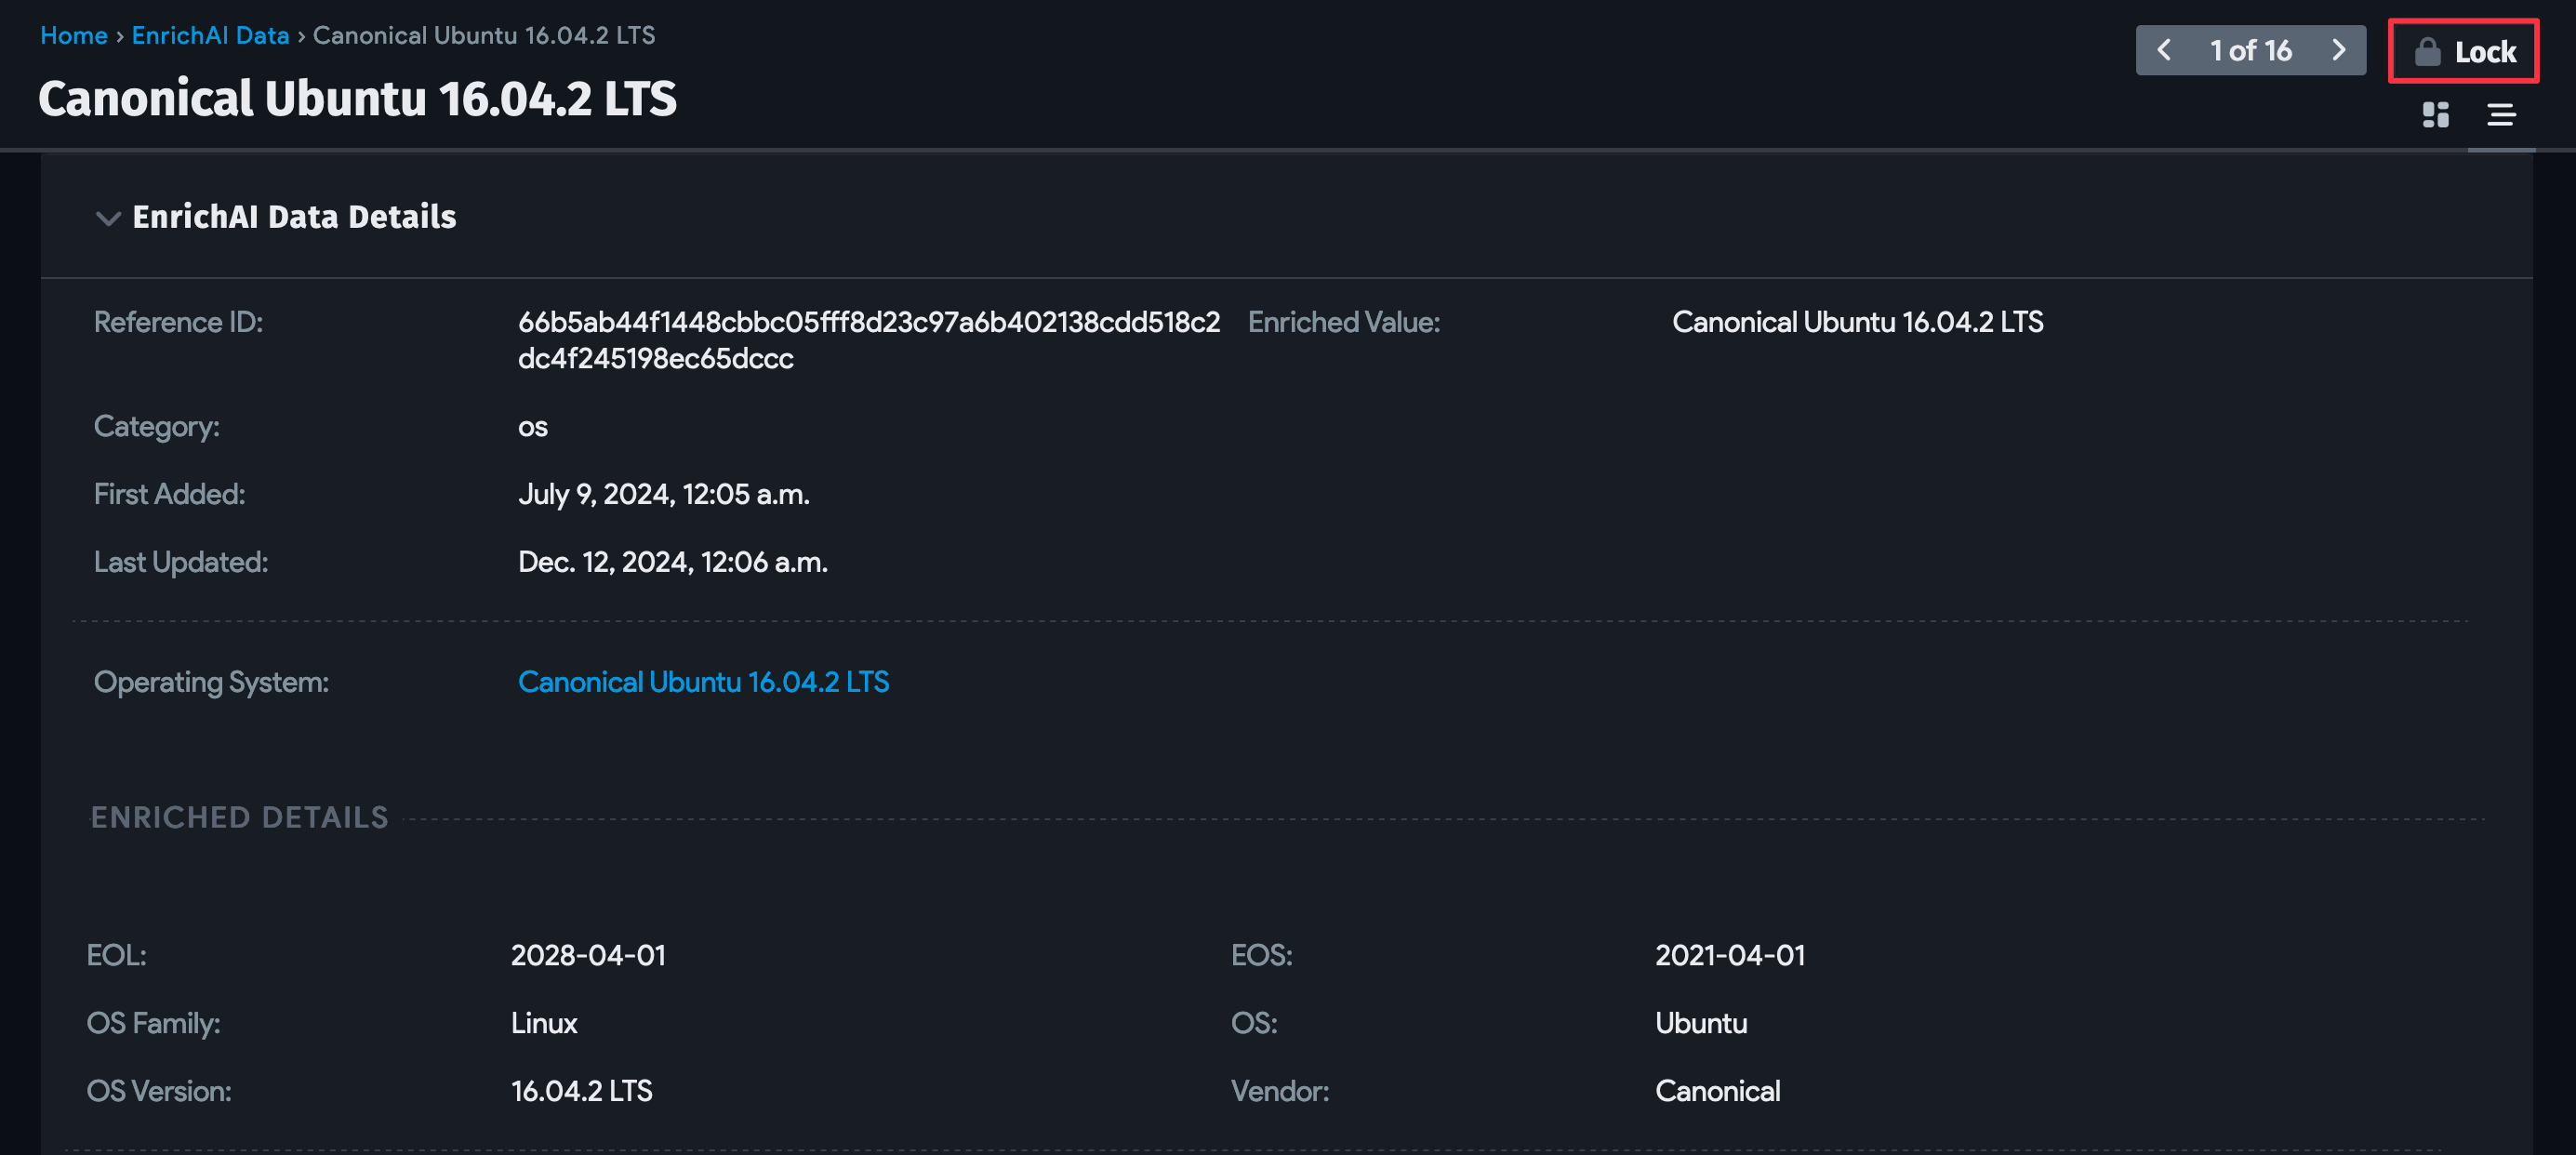 Home › EnrichAI Data › Canonical Ubuntu 16.04.2 LTS
1 of 16
Lock
Canonical Ubuntu 16.04.2 LTS
EnrichAI Data Details
Reference ID: 66b5ab44f1448cbbc05fff8d23c97a6b402138cdd518c2 Enriched Value: Canonical Ubuntu 16.04.2 LTS
dc4f245198ec65dccc
Category: os
First Added: July 9, 2024, 12:05 a.m.
Last Updated: Dec. 12, 2024, 12:06 a.m.
Operating System: Canonical Ubuntu 16.04.2 LTS
ENRICHED DETAILS
EOL: 2028-04-01 EOS: 2021-04-01
OS Family: Linux OS: Ubuntu
OS Version: 16.04.2 LTS Vendor: Canonical